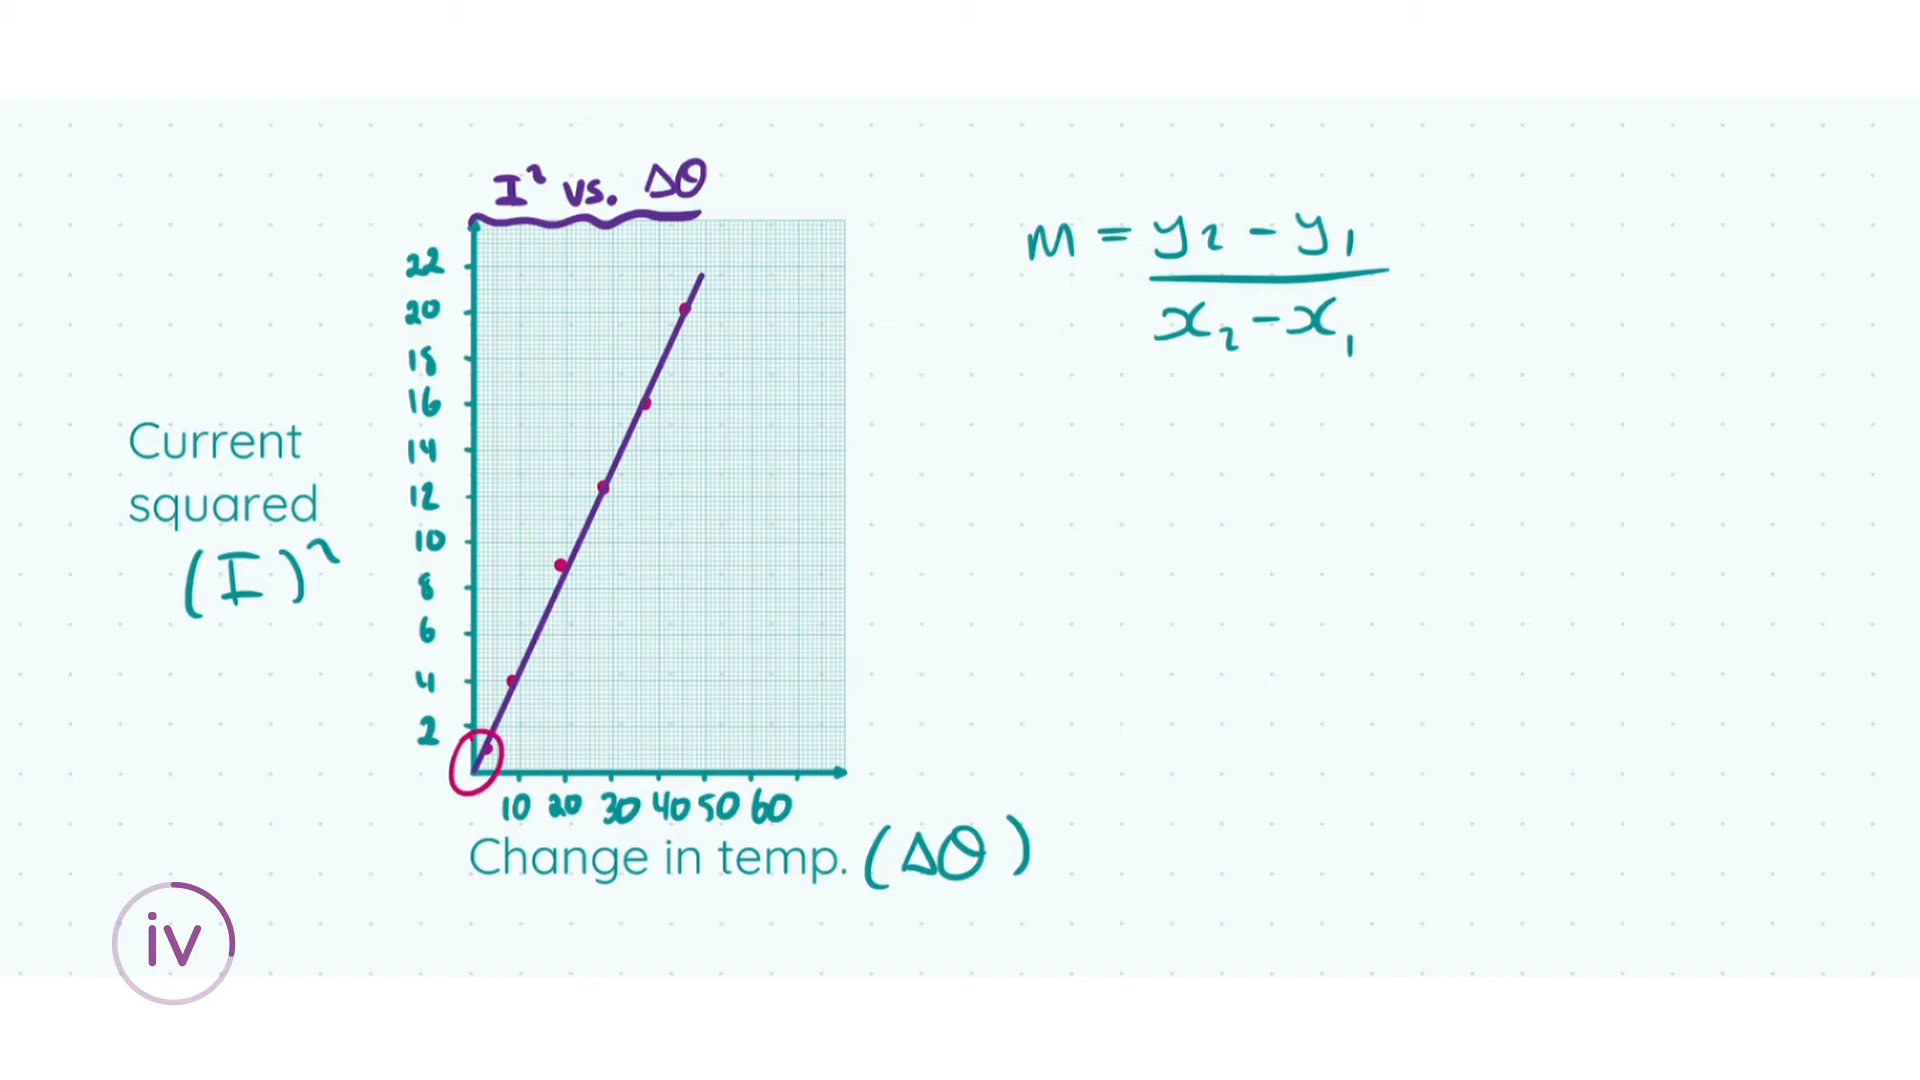 I² vs. Δθ
22
20
18
16
14
12
10
8
6
4
2
10 20 30 40 50 60
Current
squared
(I)²
Change in temp. (Δθ)
m = y₂ - y₁
x₂ - x₁
iv